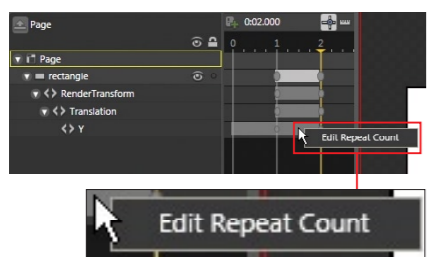 Page
0:02.000
0 1 2
Page
rectangle
RenderTransform
Translation
Y
Edit Repeat Count
Edit Repeat Count